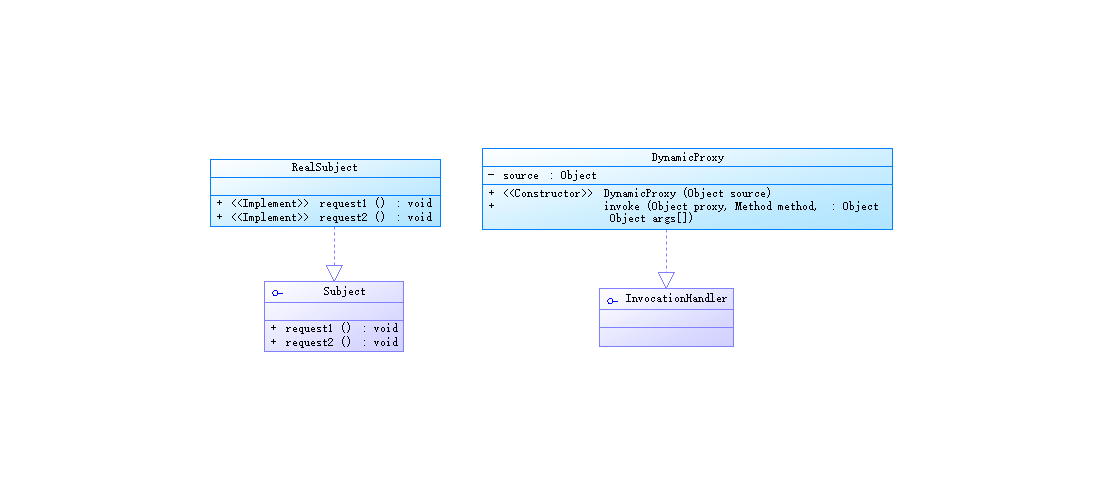 RealSubject
+ <<Implement>> request1 () : void
+ <<Implement>> request2 () : void
Subject
+ request1 () : void
+ request2 () : void
DynamicProxy
- source : Object
+ <<Constructor>> DynamicProxy (Object source)
+ invoke (Object proxy, Method method, : Object
Object args[])
InvocationHandler